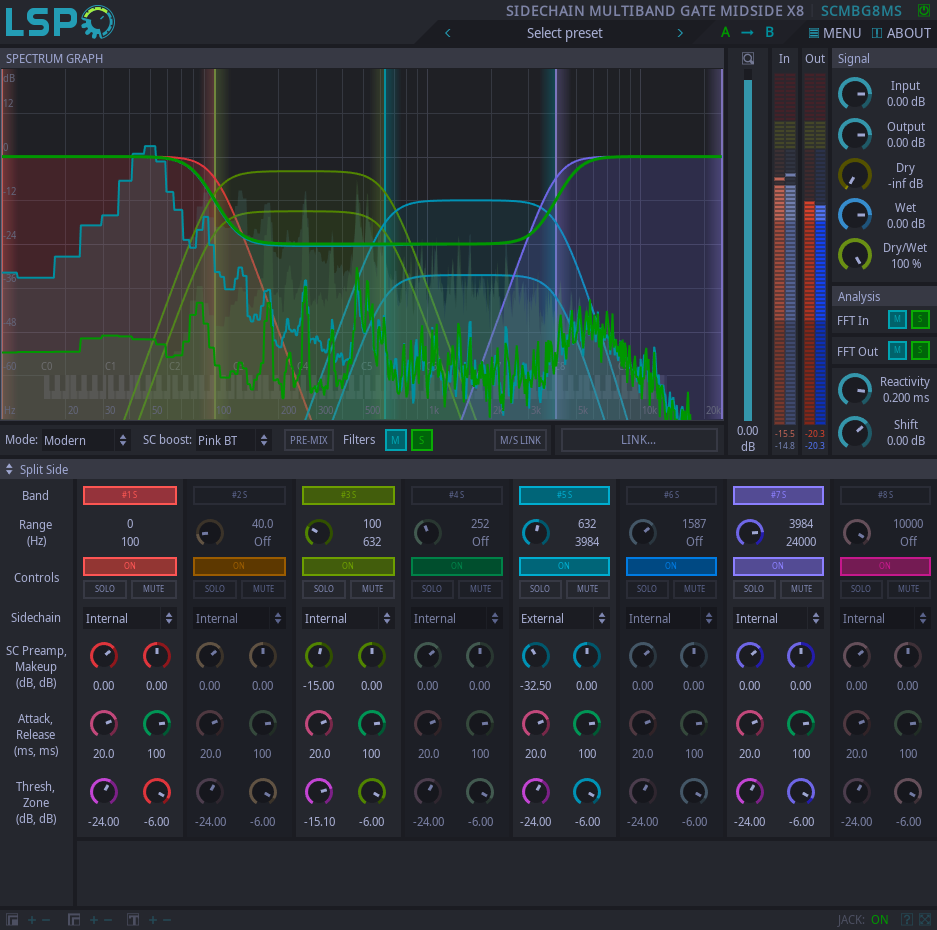 LSP
SIDECHAIN MULTIBAND GATE MIDSIDE X8 SCMBG8MS
Select preset
A → B
MENU ABOUT
SPECTRUM GRAPH
dB
12
0
-12
-24
-36
-48
-60
C0 C1 C2 C3 C4 C5
Hz 20 30 50 100 200 300 500 1k 2k 3k 5k 10k 20k
0.00
dB
In Out
-15.5 -20.3
-14.8 -20.3
Signal
Input
0.00 dB
Output
0.00 dB
Dry
-inf dB
Wet
0.00 dB
Dry/Wet
100 %
Analysis
FFT In M S
FFT Out M S
Reactivity
0.200 ms
Shift
0.00 dB
Mode: Modern SC boost: Pink BT PRE-MIX Filters M S M/S LINK LINK...
Split Side
Band #1 S #2 S #3 S #4 S #5 S #6 S #7 S #8 S
Range 0 40.0 100 252 632 1587 3984 10000
(Hz) 100 Off 632 Off 3984 Off 24000 Off
Controls ON ON ON ON ON ON ON ON
SOLO MUTE SOLO MUTE SOLO MUTE SOLO MUTE SOLO MUTE SOLO MUTE SOLO MUTE SOLO MUTE
Sidechain Internal Internal Internal Internal External Internal Internal Internal
SC Preamp,
Makeup
(dB, dB) 0.00 0.00 0.00 0.00 -15.00 0.00 0.00 0.00 -32.50 0.00 0.00 0.00 0.00 0.00 0.00 0.00
Attack,
Release
(ms, ms) 20.0 100 20.0 100 20.0 100 20.0 100 20.0 100 20.0 100 20.0 100 20.0 100
Thresh,
Zone
(dB, dB) -24.00 -6.00 -24.00 -6.00 -15.10 -6.00 -24.00 -6.00 -24.00 -6.00 -24.00 -6.00 -24.00 -6.00 -24.00 -6.00
JACK: ON